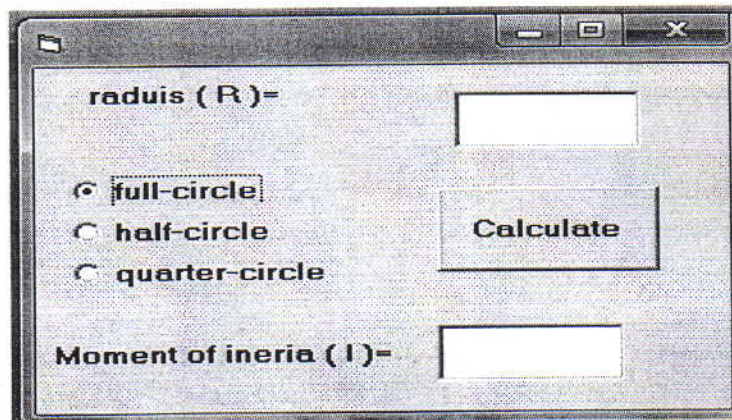 raduis ( R )=
full-circle
half-circle
quarter-circle
Calculate
Moment of ineria ( I )=